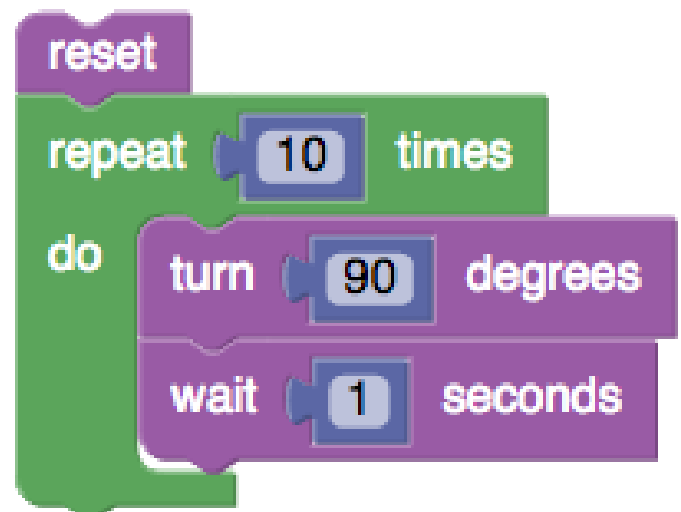 reset
repeat 10 times
do
turn 90 degrees
wait 1 seconds